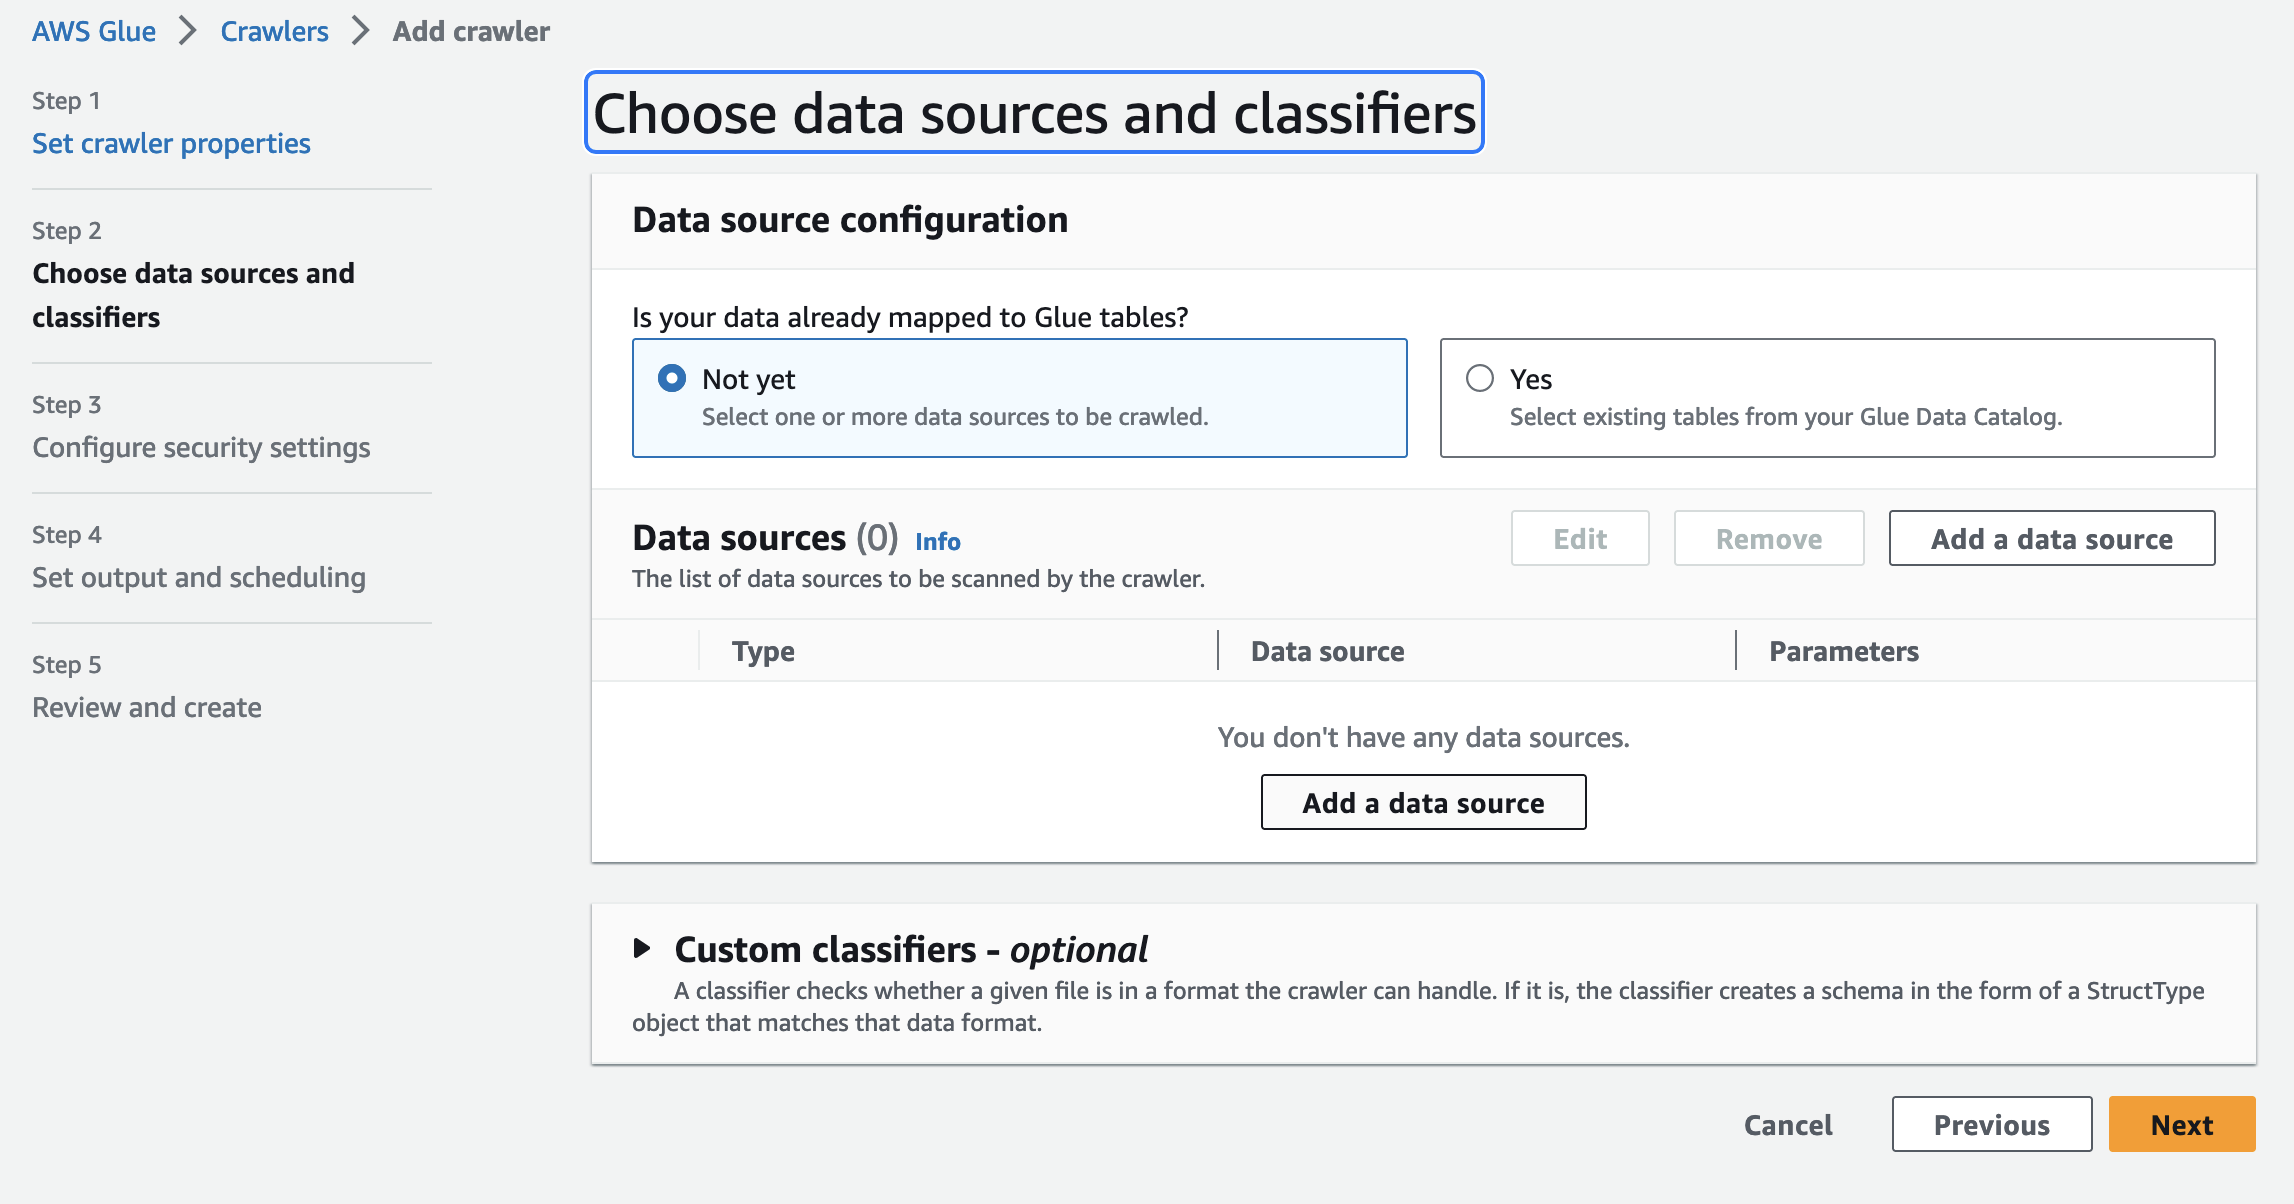 AWS Glue > Crawlers > Add crawler
Step 1
Set crawler properties
Step 2
Choose data sources and
classifiers
Step 3
Configure security settings
Step 4
Set output and scheduling
Step 5
Review and create
Choose data sources and classifiers
Data source configuration
Is your data already mapped to Glue tables?
Not yet
Select one or more data sources to be crawled.
Yes
Select existing tables from your Glue Data Catalog.
Data sources (0) Info
Edit
Remove
Add a data source
The list of data sources to be scanned by the crawler.
Type
Data source
Parameters
You don't have any data sources.
Add a data source
Custom classifiers - optional
A classifier checks whether a given file is in a format the crawler can handle. If it is, the classifier creates a schema in the form of a StructType
object that matches that data format.
Cancel
Previous
Next